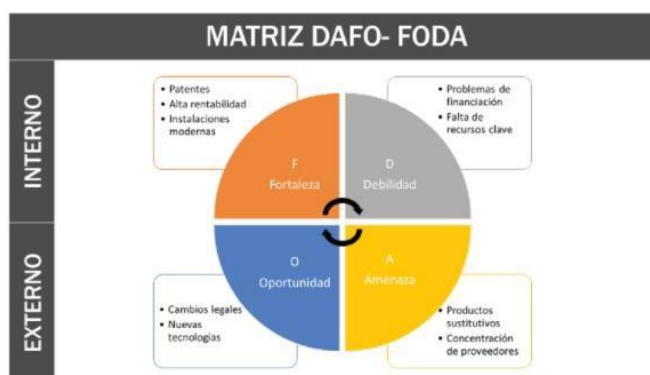 MATRIZ DAFO- FODA
INTERNO
• Patentes
• Alta rentabilidad
• Instalaciones
modernas
• Problemas de
financiación
• Falta de
recursos clave
F
Fortaleza
D
Debilidad
EXTERNO
O
Oportunidad
A
Amenaza
• Cambios legales
• Nuevas
tecnologías
• Productos
sustitutivos
• Concentración
de proveedores